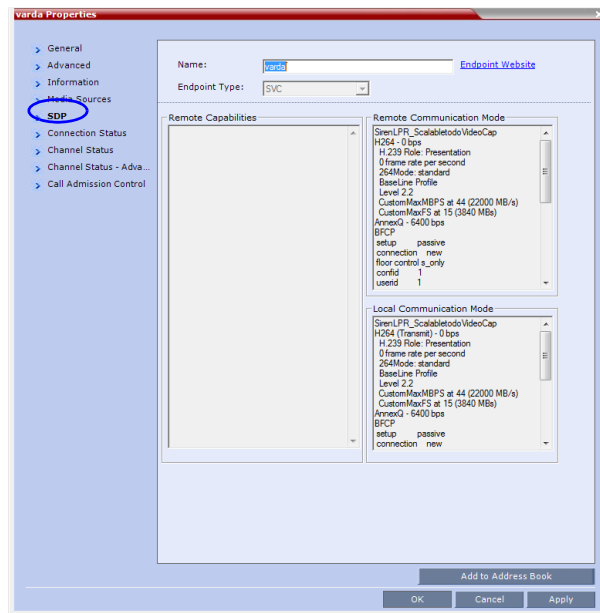 varda Properties
General
Advanced
Information
Media Sources
SDP
Connection Status
Channel Status
Channel Status - Adva...
Call Admission Control
Name: varda Endpoint Website
Endpoint Type: SVC
Remote Capabilities
Remote Communication Mode
SirenLPR_ScalabletodoVideoCap
H264 - 0 bps
H.239 Role: Presentation
0 frame rate per second
264Mode: standard
BaseLine Profile
Level 2.2
CustomMaxMBPS at 44 (22000 MB/s)
CustomMaxFS at 15 (3840 MBs)
AnnexQ - 6400 bps
BFCP
setup passive
connection new
floor control s_only
confid 1
userid 1
Local Communication Mode
SirenLPR_ScalabletodoVideoCap
H264 (Transmit) - 0 bps
H.239 Role: Presentation
0 frame rate per second
264Mode: standard
BaseLine Profile
Level 2.2
CustomMaxMBPS at 44 (22000 MB/s)
CustomMaxFS at 15 (3840 MBs)
AnnexQ - 6400 bps
BFCP
setup passive
connection new
Add to Address Book
OK Cancel Apply